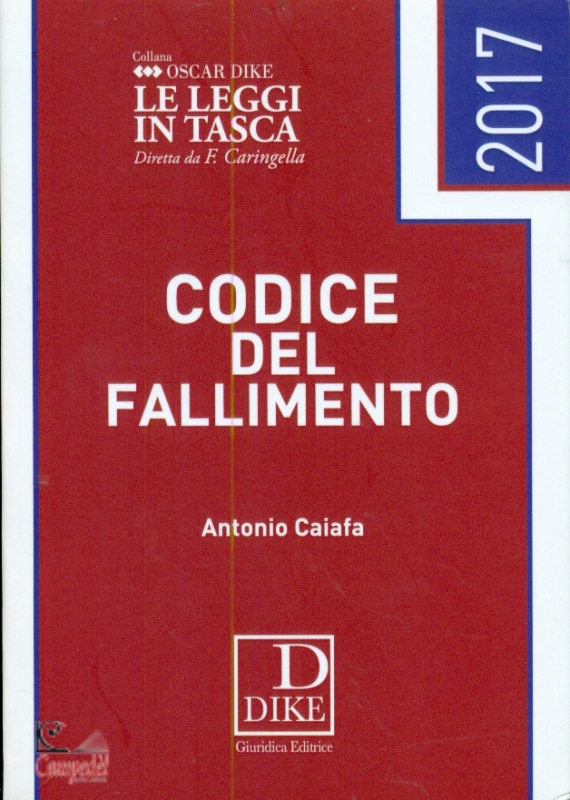 Collana
OSCAR DIKE
LE LEGGI
IN TASCA
Diretta da F. Caringella
2017
CODICE
DEL
FALLIMENTO
Antonio Caiafa
D
DIKE
Giuridica Editrice
Campedel